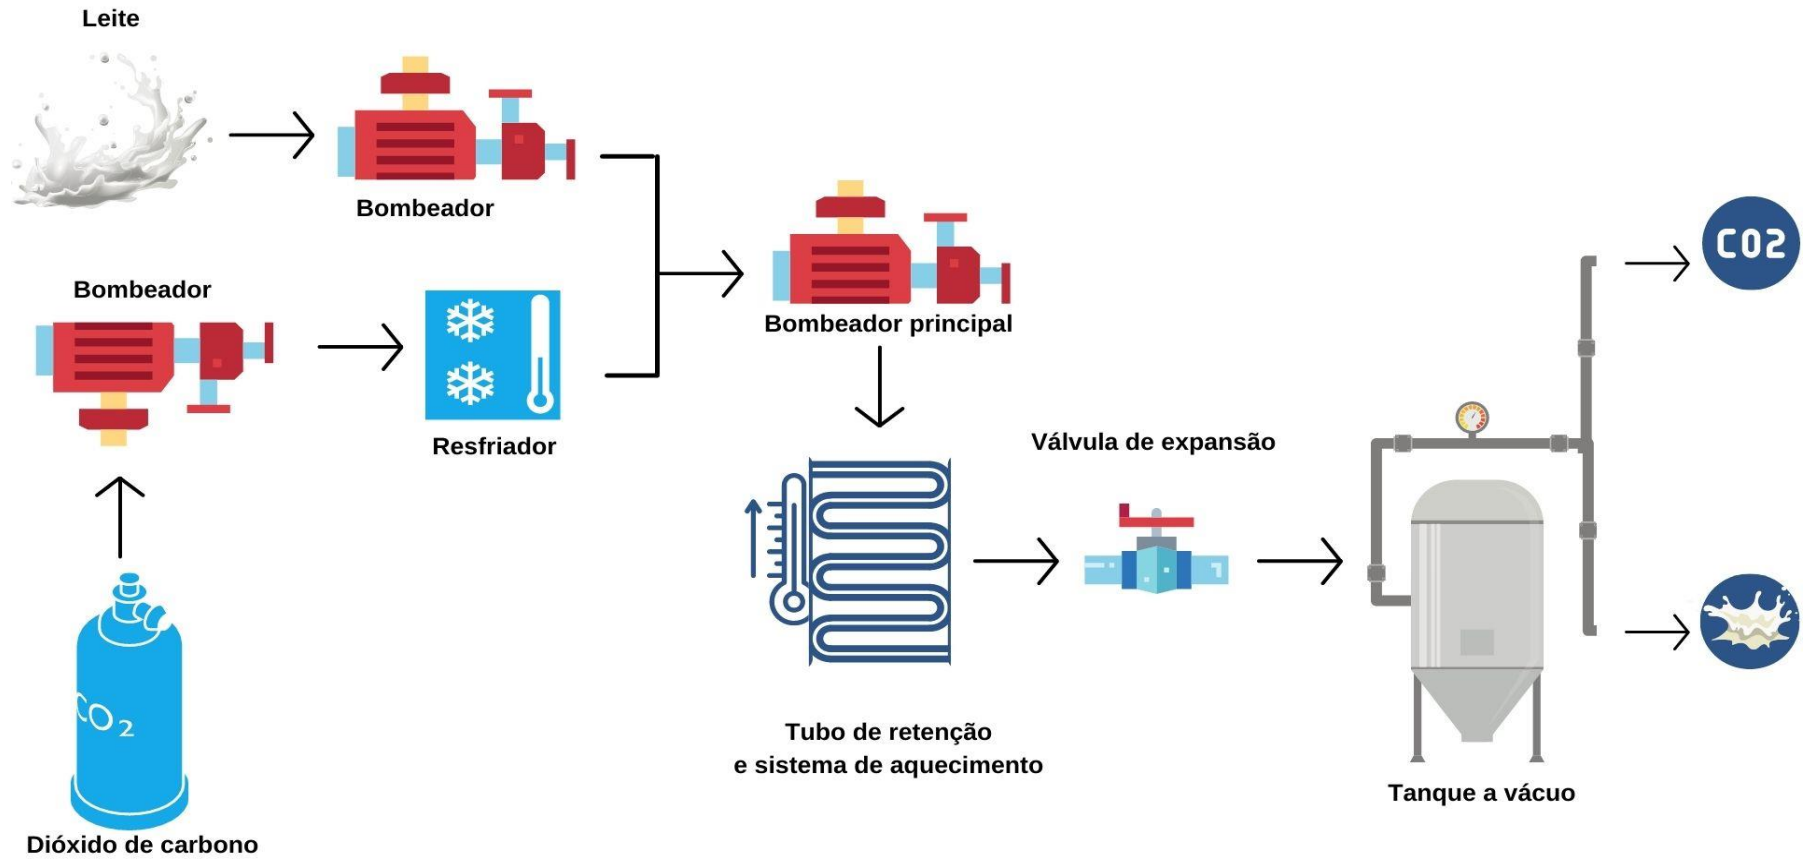 Leite
Bombeador
Bombeador
Resfriador
CO2
Dióxido de carbono
Bombeador principal
Tubo de retenção
e sistema de aquecimento
Válvula de expansão
Tanque a vácuo
CO2